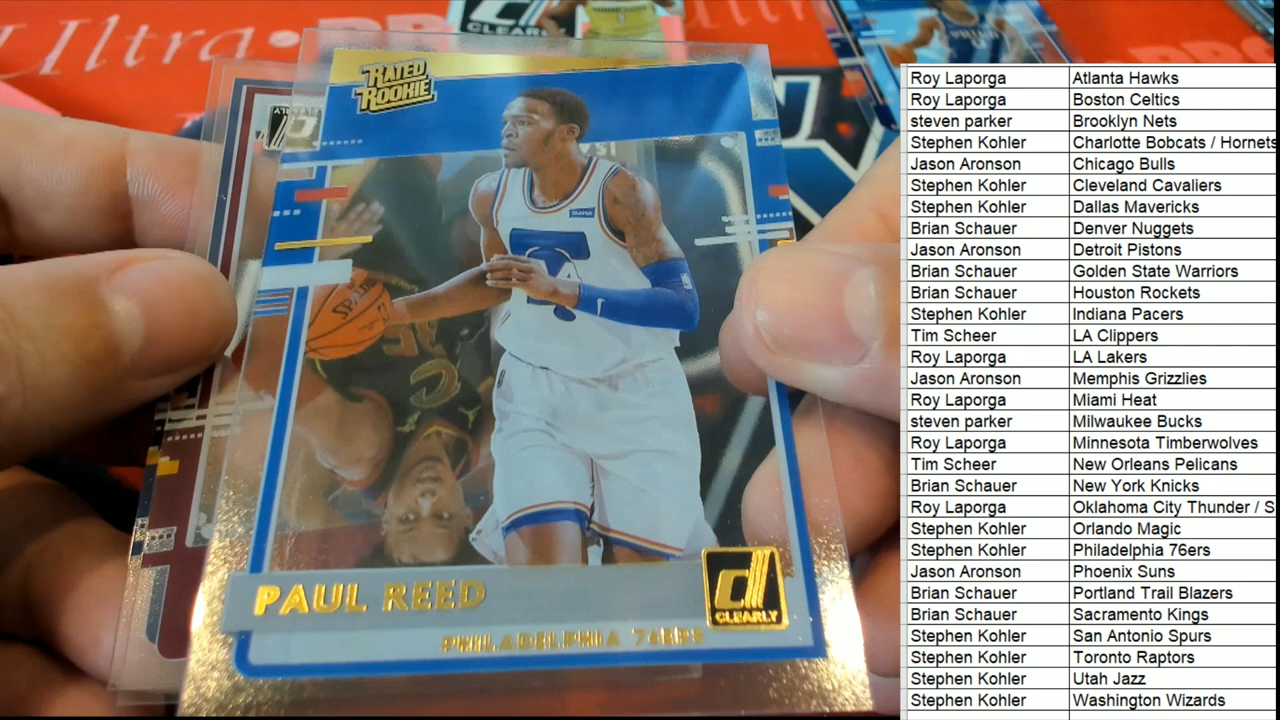 Ultra PRO
CLEARLY
RATED
ROOKIE
SPALDING
PAUL REED
CLEARLY
PHILADELPHIA 76ERS
Roy Laporga Atlanta Hawks
Roy Laporga Boston Celtics
steven parker Brooklyn Nets
Stephen Kohler Charlotte Bobcats / Hornets
Jason Aronson Chicago Bulls
Stephen Kohler Cleveland Cavaliers
Stephen Kohler Dallas Mavericks
Brian Schauer Denver Nuggets
Jason Aronson Detroit Pistons
Brian Schauer Golden State Warriors
Brian Schauer Houston Rockets
Stephen Kohler Indiana Pacers
Tim Scheer LA Clippers
Roy Laporga LA Lakers
Jason Aronson Memphis Grizzlies
Roy Laporga Miami Heat
steven parker Milwaukee Bucks
Roy Laporga Minnesota Timberwolves
Tim Scheer New Orleans Pelicans
Brian Schauer New York Knicks
Roy Laporga Oklahoma City Thunder / S
Stephen Kohler Orlando Magic
Stephen Kohler Philadelphia 76ers
Jason Aronson Phoenix Suns
Brian Schauer Portland Trail Blazers
Brian Schauer Sacramento Kings
Stephen Kohler San Antonio Spurs
Stephen Kohler Toronto Raptors
Stephen Kohler Utah Jazz
Stephen Kohler Washington Wizards